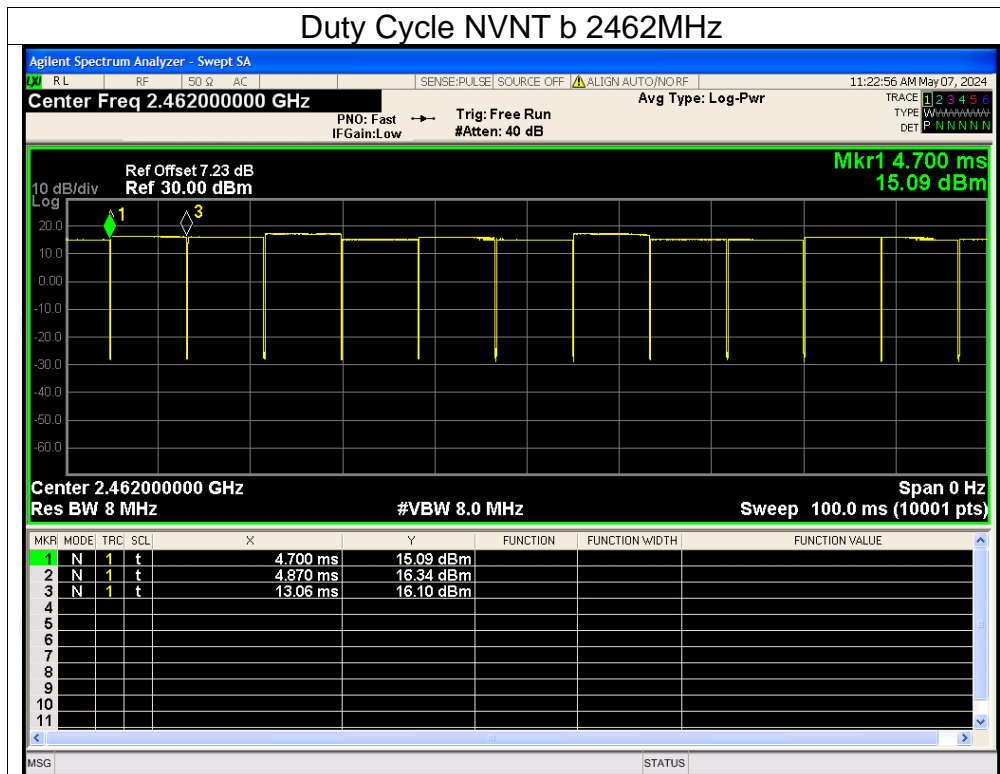 Duty Cycle NVNT b 2462MHz
Agilent Spectrum Analyzer - Swept SA
LXI RL RF 50 Ω AC SENSE:PULSE SOURCE OFF ALIGN AUTO/NO RF 11:22:56 AM May 07, 2024
Center Freq 2.462000000 GHz
Avg Type: Log-Pwr
TRACE 1 2 3 4 5 6
PNO: Fast Trig: Free Run
TYPE WWWWWW
IFGain:Low #Atten: 40 dB
DET P N N N N N
Mkr1 4.700 ms
15.09 dBm
Ref Offset 7.23 dB
10 dB/div Ref 30.00 dBm
Log
1 3
20.0
10.0
0.00
-10.0
-20.0
-30.0
-40.0
-50.0
-60.0
Center 2.462000000 GHz Span 0 Hz
Res BW 8 MHz #VBW 8.0 MHz Sweep 100.0 ms (10001 pts)
MKR MODE TRC SCL X Y FUNCTION FUNCTION WIDTH FUNCTION VALUE
1 N 1 t 4.700 ms 15.09 dBm
2 N 1 t 4.870 ms 16.34 dBm
3 N 1 t 13.06 ms 16.10 dBm
4
5
6
7
8
9
10
11
MSG STATUS